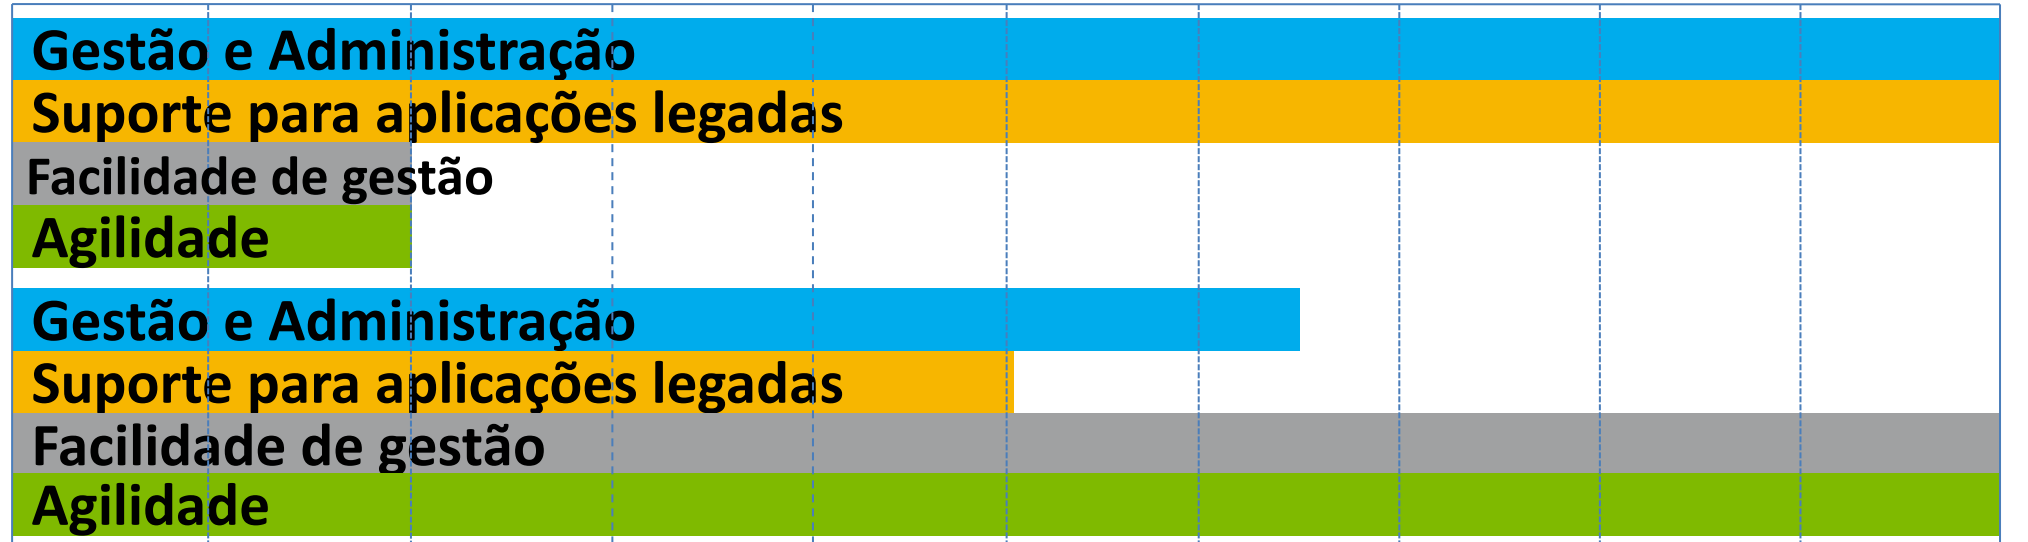 Gestão e Administração
Suporte para aplicações legadas
Facilidade de gestão
Agilidade
Gestão e Administração
Suporte para aplicações legadas
Facilidade de gestão
Agilidade